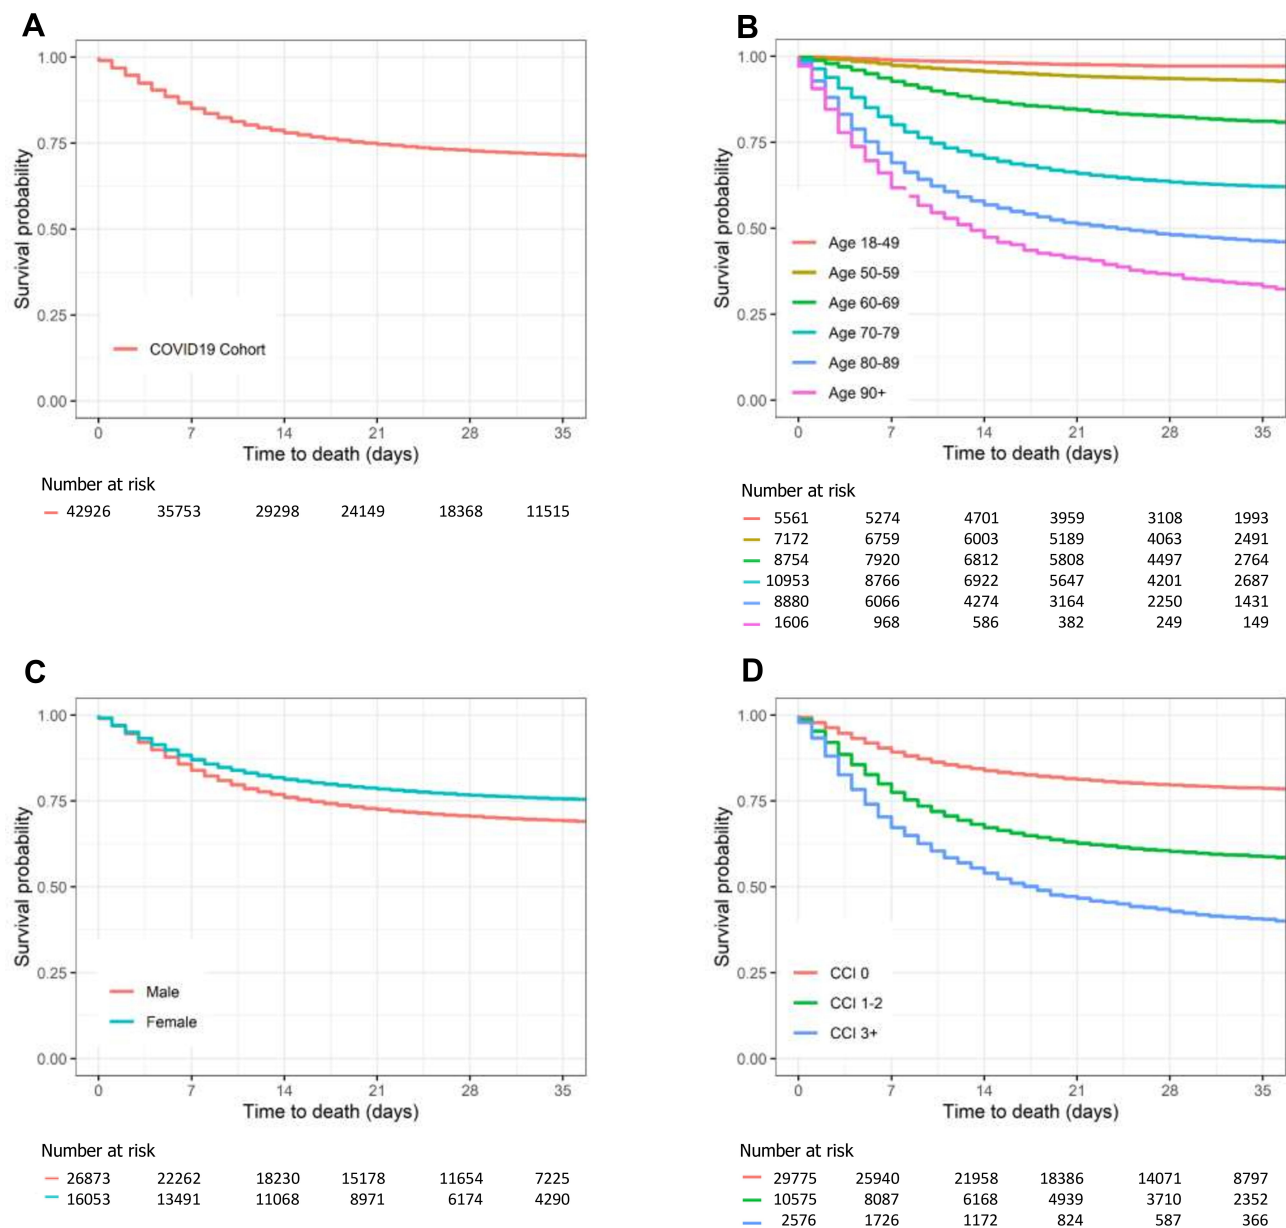 A
1.00
0.75
0.50
0.25
0.00
Survival probability
COVID19 Cohort
0 7 14 21 28 35
Time to death (days)
Number at risk
42926 35753 29298 24149 18368 11515
B
1.00
0.75
0.50
0.25
0.00
Survival probability
Age 18-49
Age 50-59
Age 60-69
Age 70-79
Age 80-89
Age 90+
0 7 14 21 28 35
Time to death (days)
Number at risk
5561 5274 4701 3959 3108 1993
7172 6759 6003 5189 4063 2491
8754 7920 6812 5808 4497 2764
10953 8766 6922 5647 4201 2687
8880 6066 4274 3164 2250 1431
1606 968 586 382 249 149
C
1.00
0.75
0.50
0.25
0.00
Survival probability
Male
Female
0 7 14 21 28 35
Time to death (days)
Number at risk
26873 22262 18230 15178 11654 7225
16053 13491 11068 8971 6174 4290
D
1.00
0.75
0.50
0.25
0.00
Survival probability
CCI 0
CCI 1-2
CCI 3+
0 7 14 21 28 35
Time to death (days)
Number at risk
29775 25940 21958 18386 14071 8797
10575 8087 6168 4939 3710 2352
2576 1726 1172 824 587 366